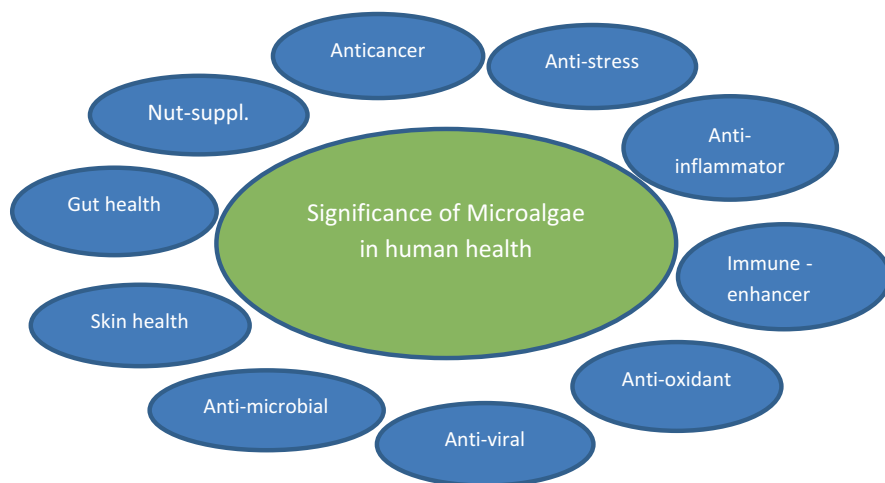 Anticancer
Anti-stress
Nut-suppl.
Anti-
inflammator
Gut health
Significance of Microalgae
in human health
Immune -
enhancer
Skin health
Anti-oxidant
Anti-microbial
Anti-viral